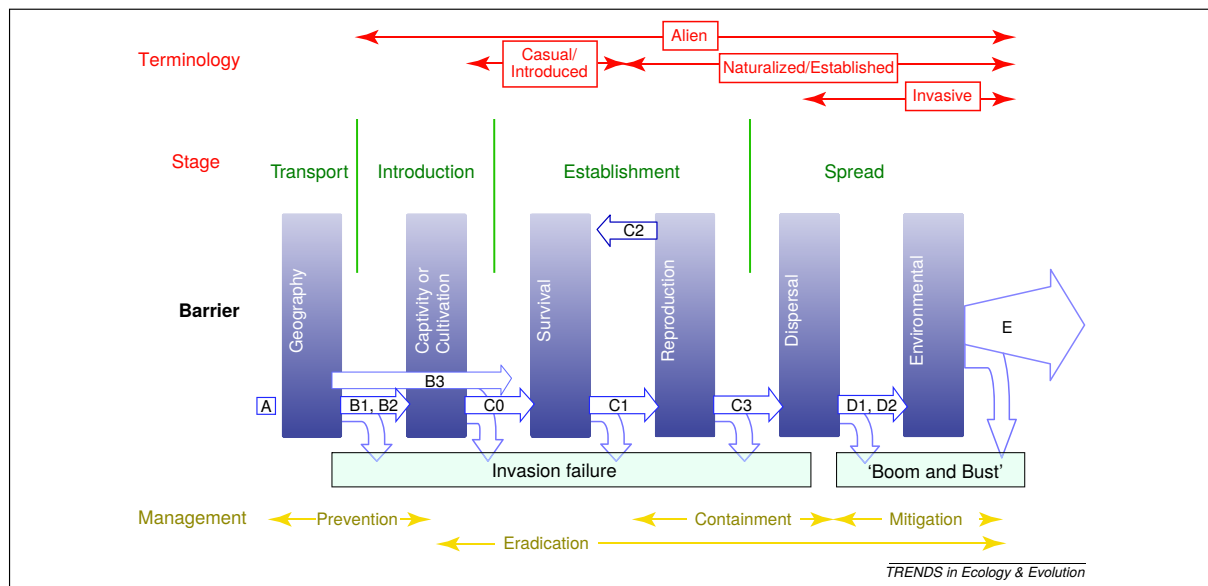 Terminology
Alien
Casual/
Introduced
Naturalized/Established
Invasive
Stage
Transport
Introduction
Establishment
Spread
Barrier
Geography
Captivity or
Cultivation
Survival
Reproduction
Dispersal
Environmental
C2
E
B3
A
B1, B2
C0
C1
C3
D1, D2
Invasion failure
‘Boom and Bust’
Management
Prevention
Containment
Mitigation
Eradication
TRENDS in Ecology & Evolution